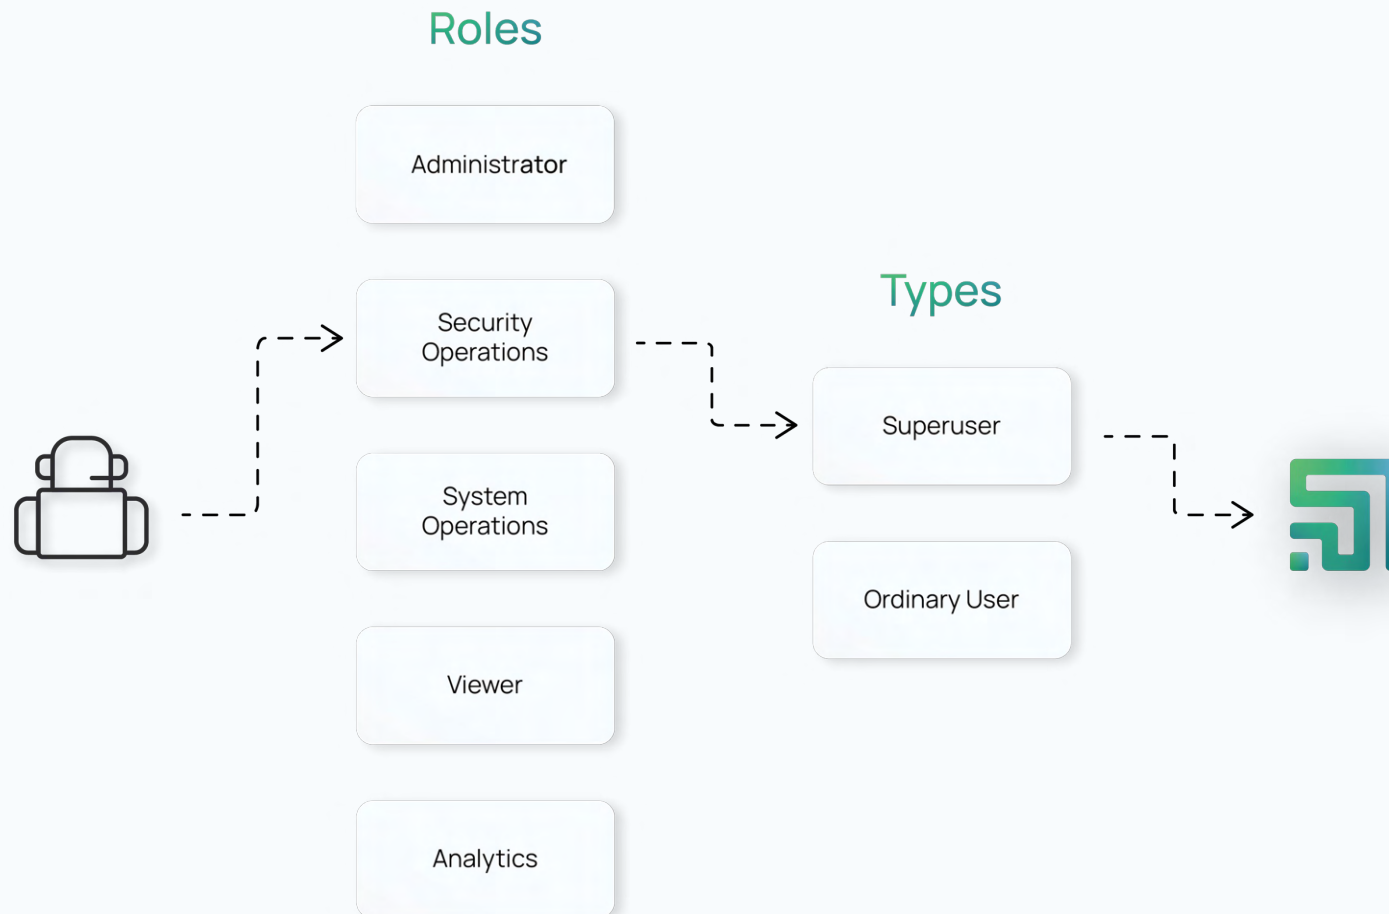 Roles
Administrator
Security
Operations
System
Operations
Viewer
Analytics
Types
Superuser
Ordinary User